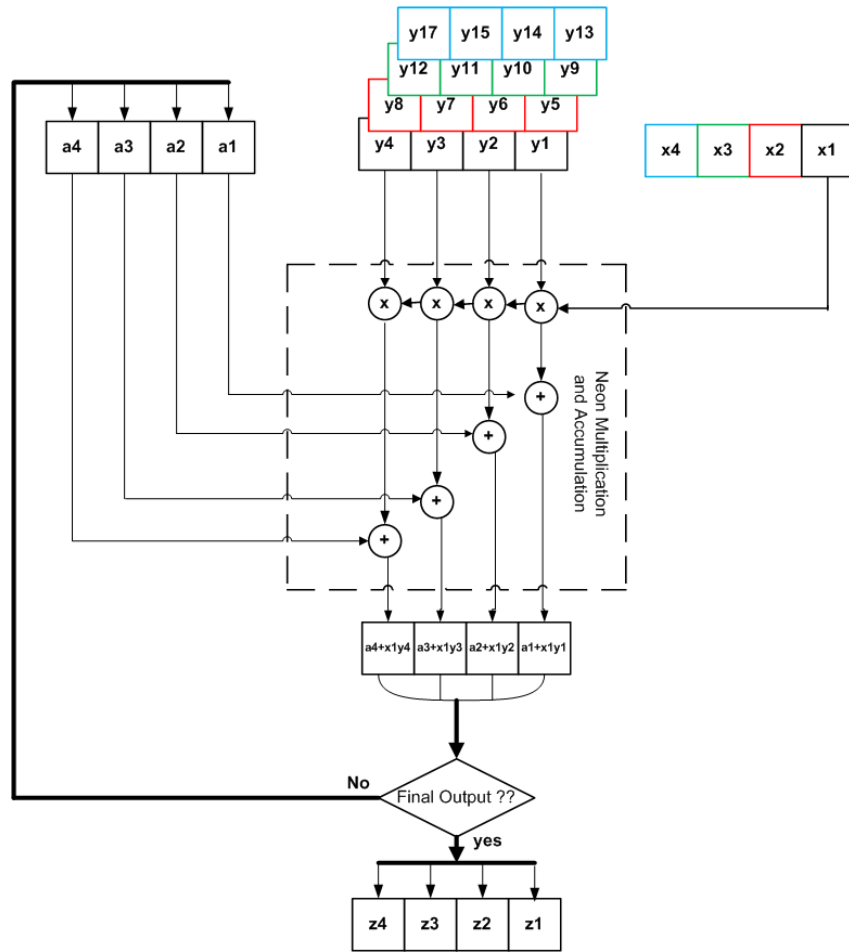 y17 y15 y14 y13
y12 y11 y10 y9
y8 y7 y6 y5
y4 y3 y2 y1
a4 a3 a2 a1
x4 x3 x2 x1
x x x x
+
+
+
+
Neon Multiplication
and Accumulation
a4+x1y4 a3+x1y3 a2+x1y2 a1+x1y1
No
Final Output ??
yes
z4 z3 z2 z1